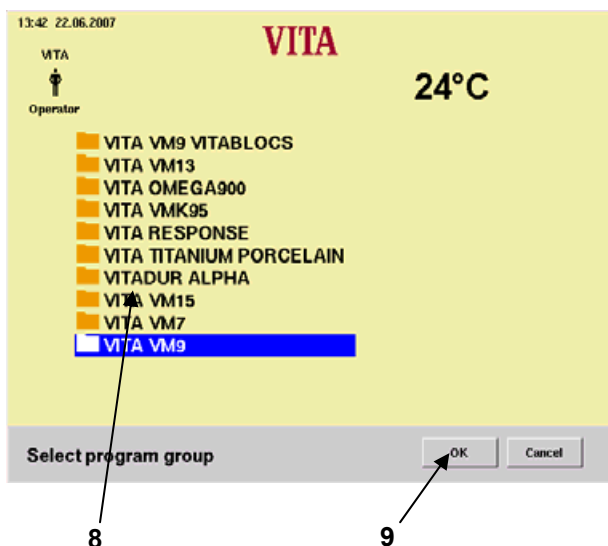 13:42 22.06.2007
VITA
VITA
24°C
Operator
VITA VM9 VITABLOCS
VITA VM13
VITA OMEGA900
VITA VMK95
VITA RESPONSE
VITA TITANIUM PORCELAIN
VITADUR ALPHA
VITA VM15
VITA VM7
VITA VM9
Select program group
OK
Cancel
8
9